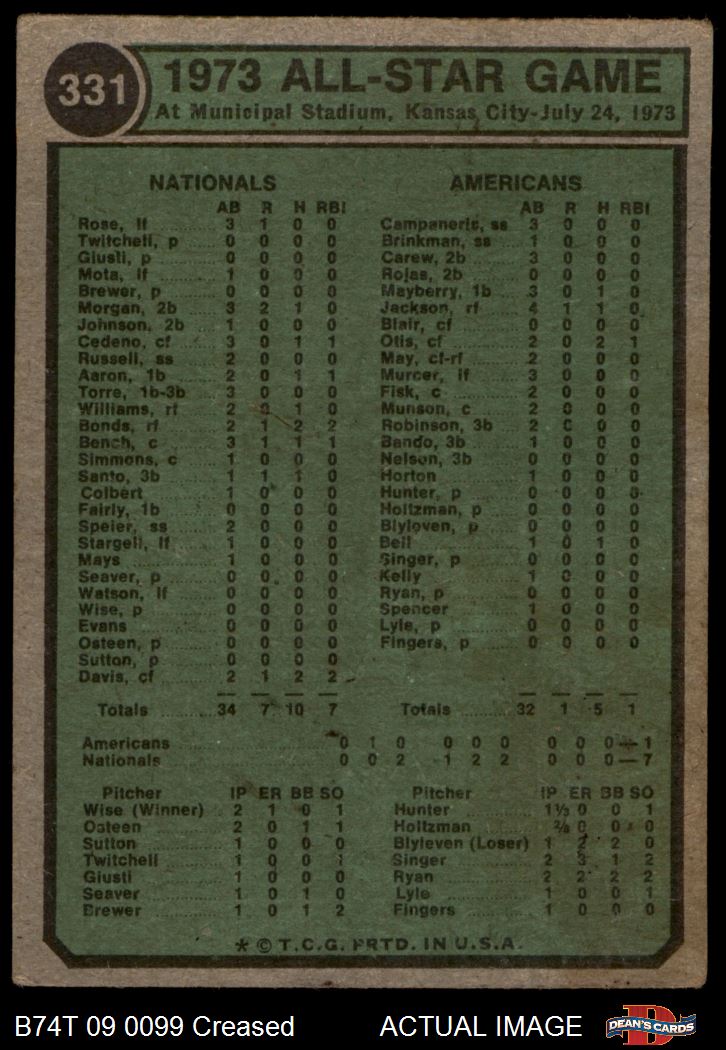 331
1973 ALL-STAR GAME
At Municipal Stadium, Kansas City-July 24, 1973
NATIONALS
AB R H RBI
Rose, lf 3 1 0 0
Twitchell, p 0 0 0 0
Giusti, p 0 0 0 0
Mota, lf 1 0 0 0
Brewer, p 0 0 0 0
Morgan, 2b 3 2 1 0
Johnson, 2b 1 0 0 0
Cedeno, cf 3 0 1 1
Russell, ss 2 0 0 0
Aaron, 1b 2 0 1 1
Torre, 1b-3b 3 0 0 0
Williams, rf 2 0 1 0
Bonds, rf 2 1 2 2
Bench, c 3 1 1 1
Simmons, c 1 0 0 0
Santo, 3b 1 1 1 0
Colbert 1 0 0 0
Fairly, 1b 0 0 0 0
Speier, ss 2 0 0 0
Stargell, lf 1 0 0 0
Mays 1 0 0 0
Seaver, p 0 0 0 0
Watson, lf 0 0 0 0
Wise, p 0 0 0 0
Evans 0 0 0 0
Osteen, p 0 0 0 0
Sutton, p 0 0 0 0
Davis, cf 2 1 2 2
Totals 34 7 10 7
AMERICANS
AB R H RBI
Campaneris, ss 3 0 0 0
Brinkman, ss 1 0 0 0
Carew, 2b 3 0 0 0
Rojas, 2b 0 0 0 0
Mayberry, 1b 3 0 1 0
Jackson, rf 4 1 1 0
Blair, cf 0 0 0 0
Otis, cf 2 0 2 1
May, cf-rf 2 0 0 0
Murcer, lf 3 0 0 0
Fisk, c 2 0 0 0
Munson, c 2 0 0 0
Robinson, 3b 2 0 0 0
Bando, 3b 1 0 0 0
Nelson, 3b 0 0 0 0
Horton 1 0 0 0
Hunter, p 0 0 0 0
Holtzman, p 0 0 0 0
Blyleven, p 0 0 0 0
Bell 1 0 1 0
Singer, p 0 0 0 0
Kelly 1 0 0 0
Ryan, p 0 0 0 0
Spencer 1 0 0 0
Lyle, p 0 0 0 0
Fingers, p 0 0 0 0
Totals 32 1 5 1
Americans 0 1 0 0 0 0 0 0 0—1
Nationals 0 0 2 1 2 2 0 0 0—7
Pitcher IP ER BB SO
Wise (Winner) 2 1 0 1
Osteen 2 0 1 1
Sutton 1 0 0 0
Twitchell 1 0 0 1
Giusti 1 0 0 0
Seaver 1 0 1 0
Brewer 1 0 1 2
Pitcher IP ER BB SO
Hunter 1⅓ 0 0 1
Holtzman ⅔ 0 0 0
Blyleven (Loser) 1 2 2 0
Singer 2 3 1 2
Ryan 2 2 2 2
Lyle 1 0 0 1
Fingers 1 0 0 0
* © T.C.G. PRTD. IN U.S.A.
B74T 09 0099 Creased
ACTUAL IMAGE
D
DEAN'S CARDS